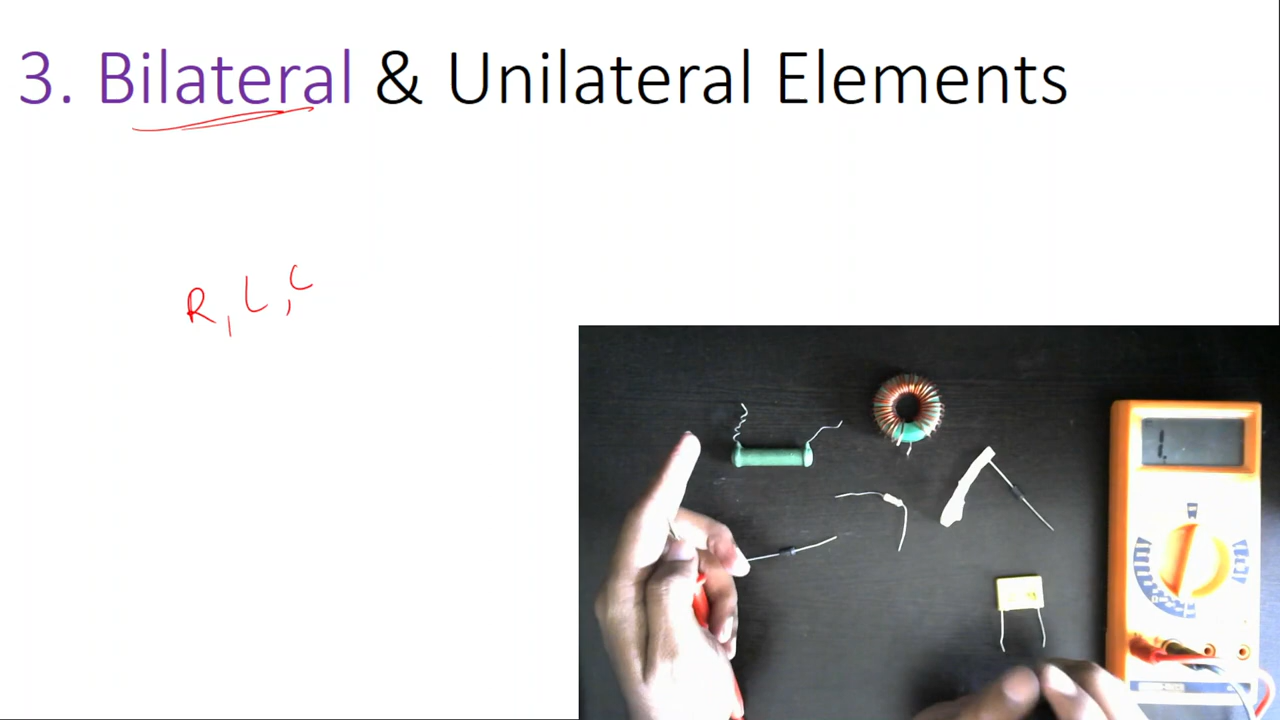 3. Bilateral & Unilateral Elements
R, L, C